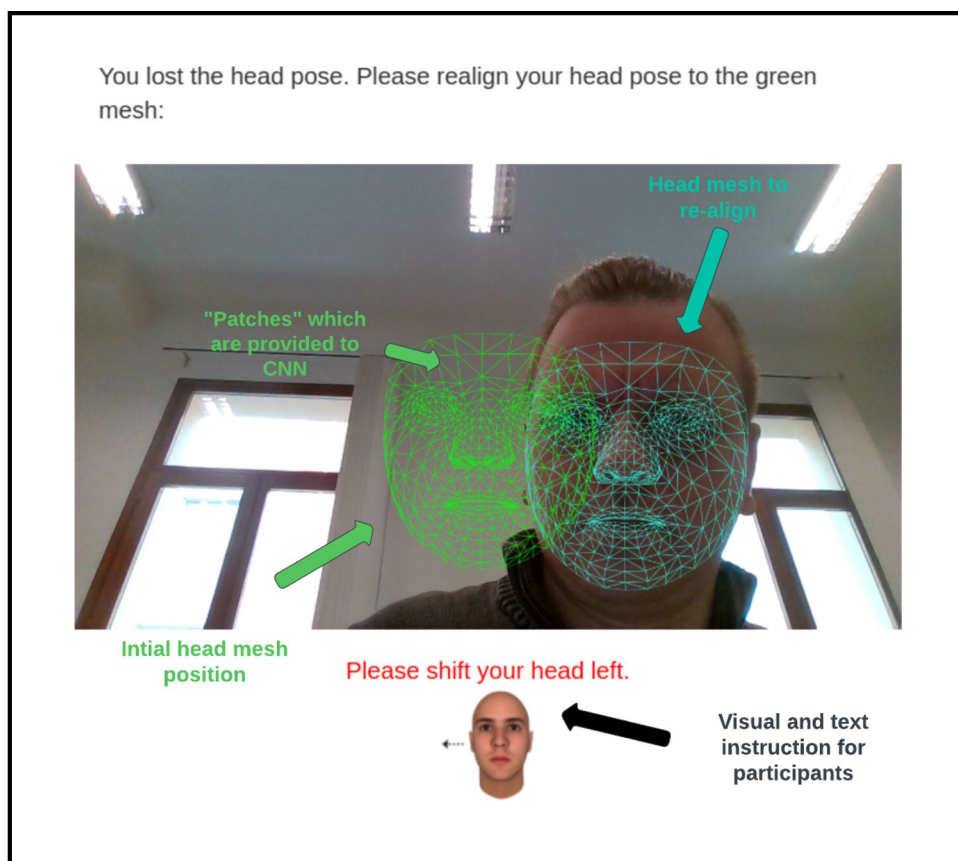 You lost the head pose. Please realign your head pose to the green
mesh:
Head mesh to
re-align
"Patches" which
are provided to
CNN
Intial head mesh
position
Please shift your head left.
Visual and text
instruction for
participants